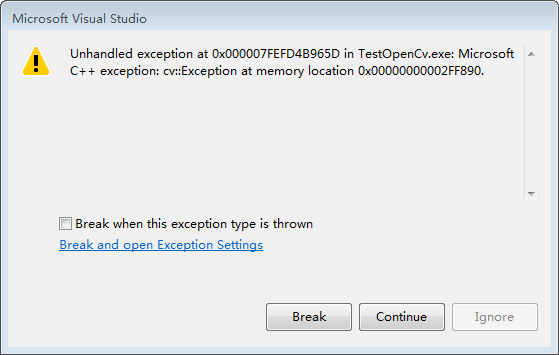 Microsoft Visual Studio
Unhandled exception at 0x000007FEFD4B965D in TestOpenCv.exe: Microsoft
C++ exception: cv::Exception at memory location 0x00000000002FF890.
Break when this exception type is thrown
Break and open Exception Settings
Break
Continue
Ignore